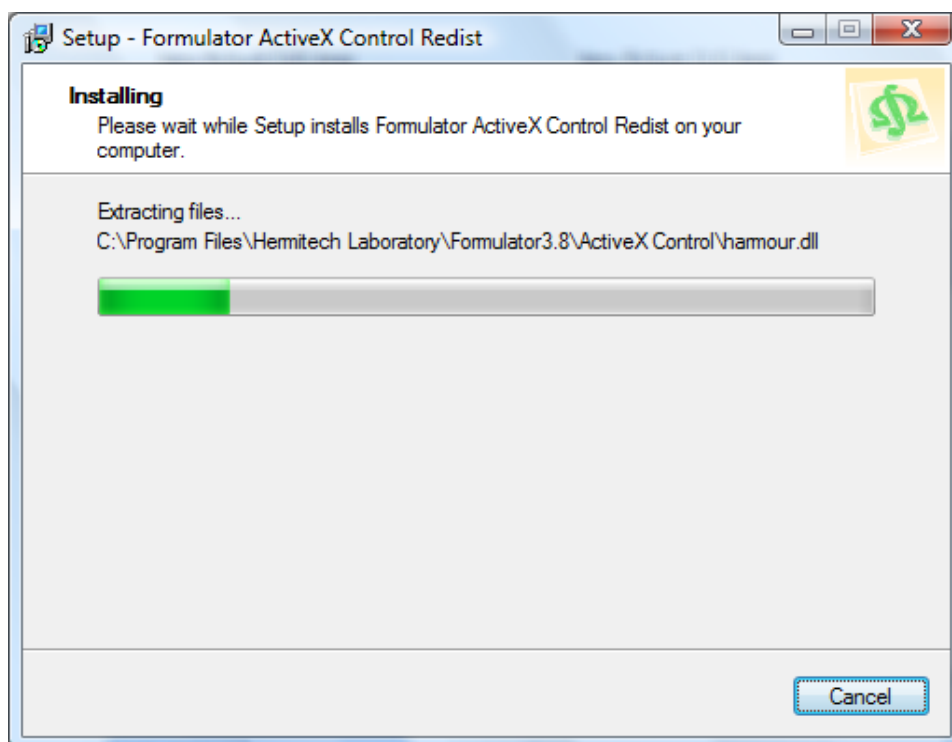 Setup - Formulator ActiveX Control Redist
Installing
Please wait while Setup installs Formulator ActiveX Control Redist on your
computer.
Extracting files...
C:\Program Files\Hermitech Laboratory\Formulator3.8\ActiveX Control\harmour.dll
Cancel